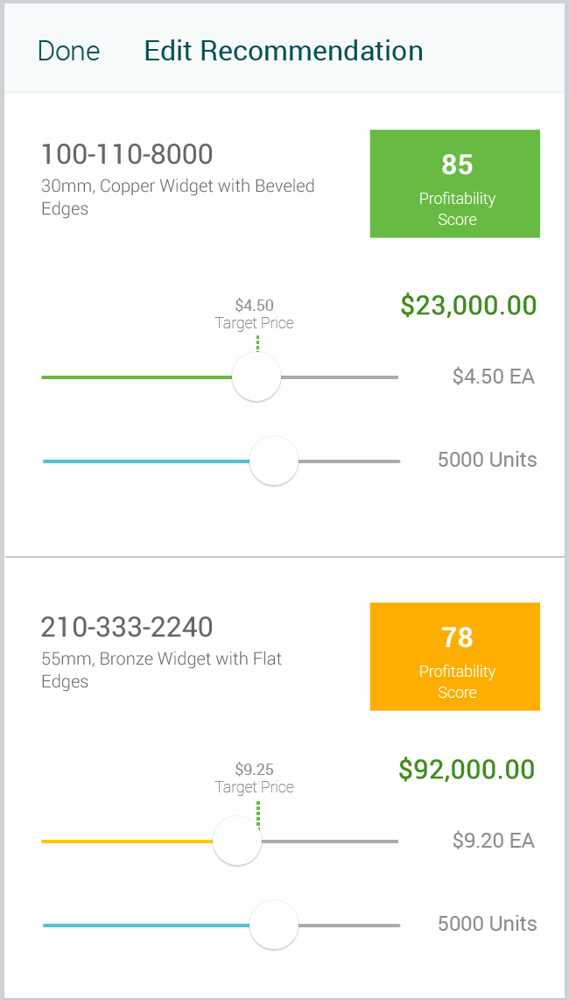 Done Edit Recommendation
100-110-8000
30mm, Copper Widget with Beveled
Edges
85
Profitability
Score
$4.50
Target Price
$23,000.00
$4.50 EA
5000 Units
210-333-2240
55mm, Bronze Widget with Flat
Edges
78
Profitability
Score
$9.25
Target Price
$92,000.00
$9.20 EA
5000 Units